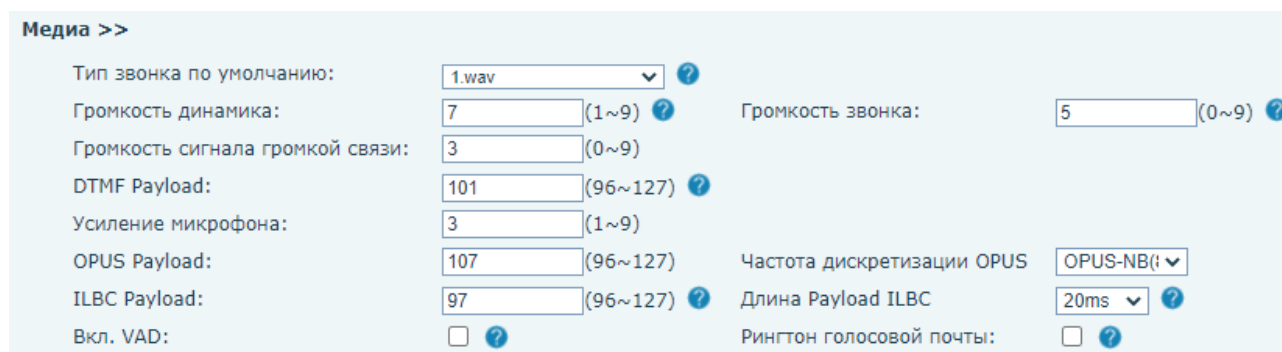 Медиа >>
Тип звонка по умолчанию: 1.wav ?
Громкость динамика: 7 (1~9) ? Громкость звонка: 5 (0~9) ?
Громкость сигнала громкой связи: 3 (0~9)
DTMF Payload: 101 (96~127) ?
Усиление микрофона: 3 (1~9)
OPUS Payload: 107 (96~127) Частота дискретизации OPUS OPUS-NB(
ILBC Payload: 97 (96~127) ? Длина Payload ILBC 20ms ?
Вкл. VAD: ? Рингтон голосовой почты: ?